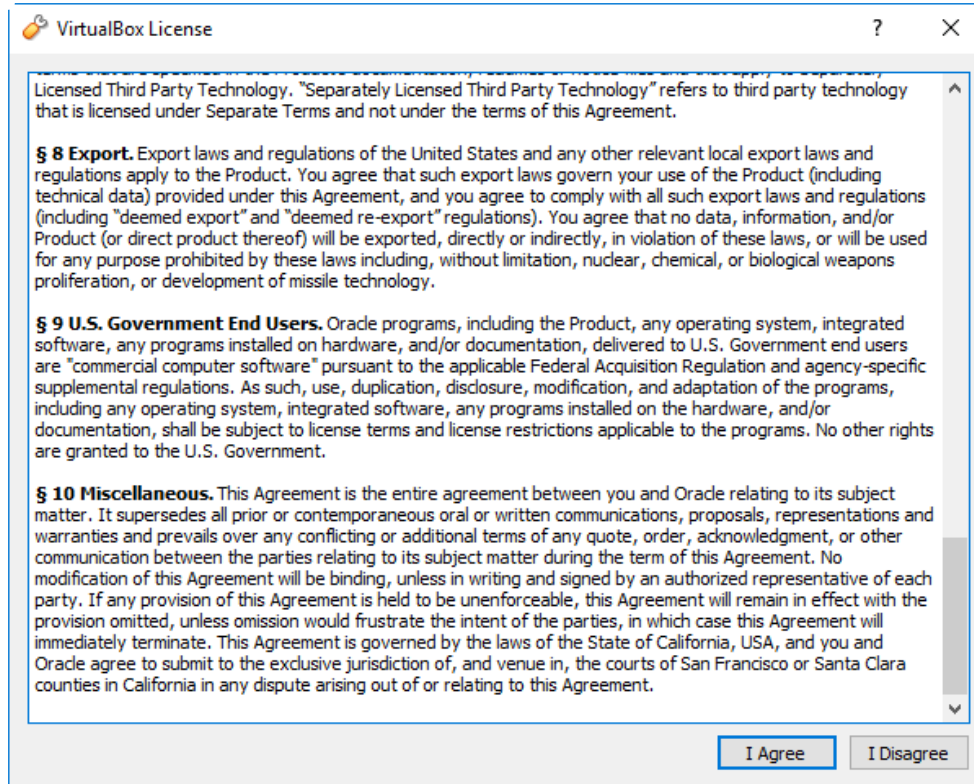 VirtualBox License
Licensed Third Party Technology. "Separately Licensed Third Party Technology" refers to third party technology
that is licensed under Separate Terms and not under the terms of this Agreement.
§ 8 Export. Export laws and regulations of the United States and any other relevant local export laws and
regulations apply to the Product. You agree that such export laws govern your use of the Product (including
technical data) provided under this Agreement, and you agree to comply with all such export laws and regulations
(including "deemed export" and "deemed re-export" regulations). You agree that no data, information, and/or
Product (or direct product thereof) will be exported, directly or indirectly, in violation of these laws, or will be used
for any purpose prohibited by these laws including, without limitation, nuclear, chemical, or biological weapons
proliferation, or development of missile technology.
§ 9 U.S. Government End Users. Oracle programs, including the Product, any operating system, integrated
software, any programs installed on hardware, and/or documentation, delivered to U.S. Government end users
are "commercial computer software" pursuant to the applicable Federal Acquisition Regulation and agency-specific
supplemental regulations. As such, use, duplication, disclosure, modification, and adaptation of the programs,
including any operating system, integrated software, any programs installed on the hardware, and/or
documentation, shall be subject to license terms and license restrictions applicable to the programs. No other rights
are granted to the U.S. Government.
§ 10 Miscellaneous. This Agreement is the entire agreement between you and Oracle relating to its subject
matter. It supersedes all prior or contemporaneous oral or written communications, proposals, representations and
warranties and prevails over any conflicting or additional terms of any quote, order, acknowledgment, or other
communication between the parties relating to its subject matter during the term of this Agreement. No
modification of this Agreement will be binding, unless in writing and signed by an authorized representative of each
party. If any provision of this Agreement is held to be unenforceable, this Agreement will remain in effect with the
provision omitted, unless omission would frustrate the intent of the parties, in which case this Agreement will
immediately terminate. This Agreement is governed by the laws of the State of California, USA, and you and
Oracle agree to submit to the exclusive jurisdiction of, and venue in, the courts of San Francisco or Santa Clara
counties in California in any dispute arising out of or relating to this Agreement.
I Agree
I Disagree